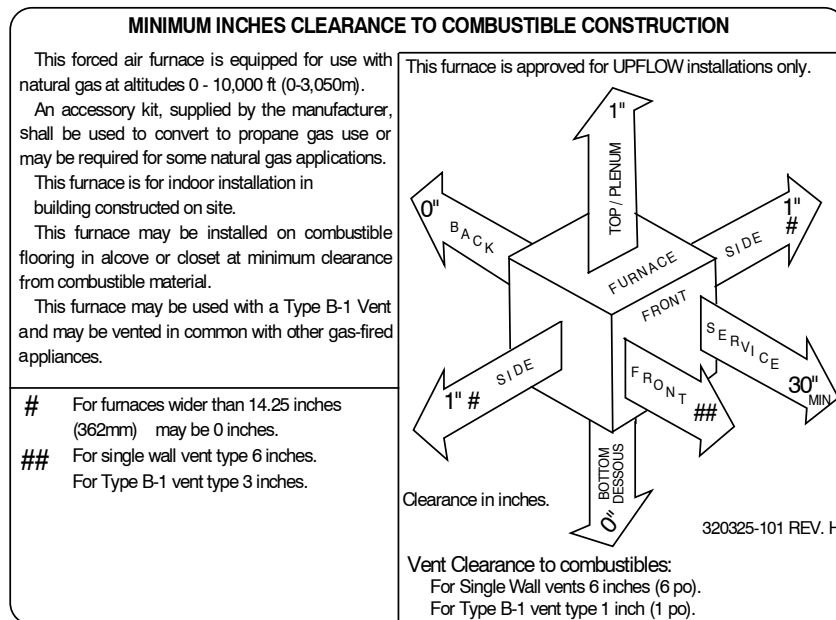 MINIMUM INCHES CLEARANCE TO COMBUSTIBLE CONSTRUCTION
This forced air furnace is equipped for use with
natural gas at altitudes 0 - 10,000 ft (0-3,050m).
An accessory kit, supplied by the manufacturer,
shall be used to convert to propane gas use or
may be required for some natural gas applications.
This furnace is for indoor installation in
building constructed on site.
This furnace may be installed on combustible
flooring in alcove or closet at minimum clearance
from combustible material.
This furnace may be used with a Type B-1 Vent
and may be vented in common with other gas-fired
appliances.
# For furnaces wider than 14.25 inches
(362mm) may be 0 inches.
## For single wall vent type 6 inches.
For Type B-1 vent type 3 inches.
This furnace is approved for UPFLOW installations only.
1"
TOP / PLENUM
0"
BACK
1"
#
SIDE
FURNACE
FRONT
SERVICE
30"
MIN
1" #
SIDE
FRONT
##
BOTTOM
DESSOUS
0"
Clearance in inches.
320325-101 REV. H
Vent Clearance to combustibles:
For Single Wall vents 6 inches (6 po).
For Type B-1 vent type 1 inch (1 po).